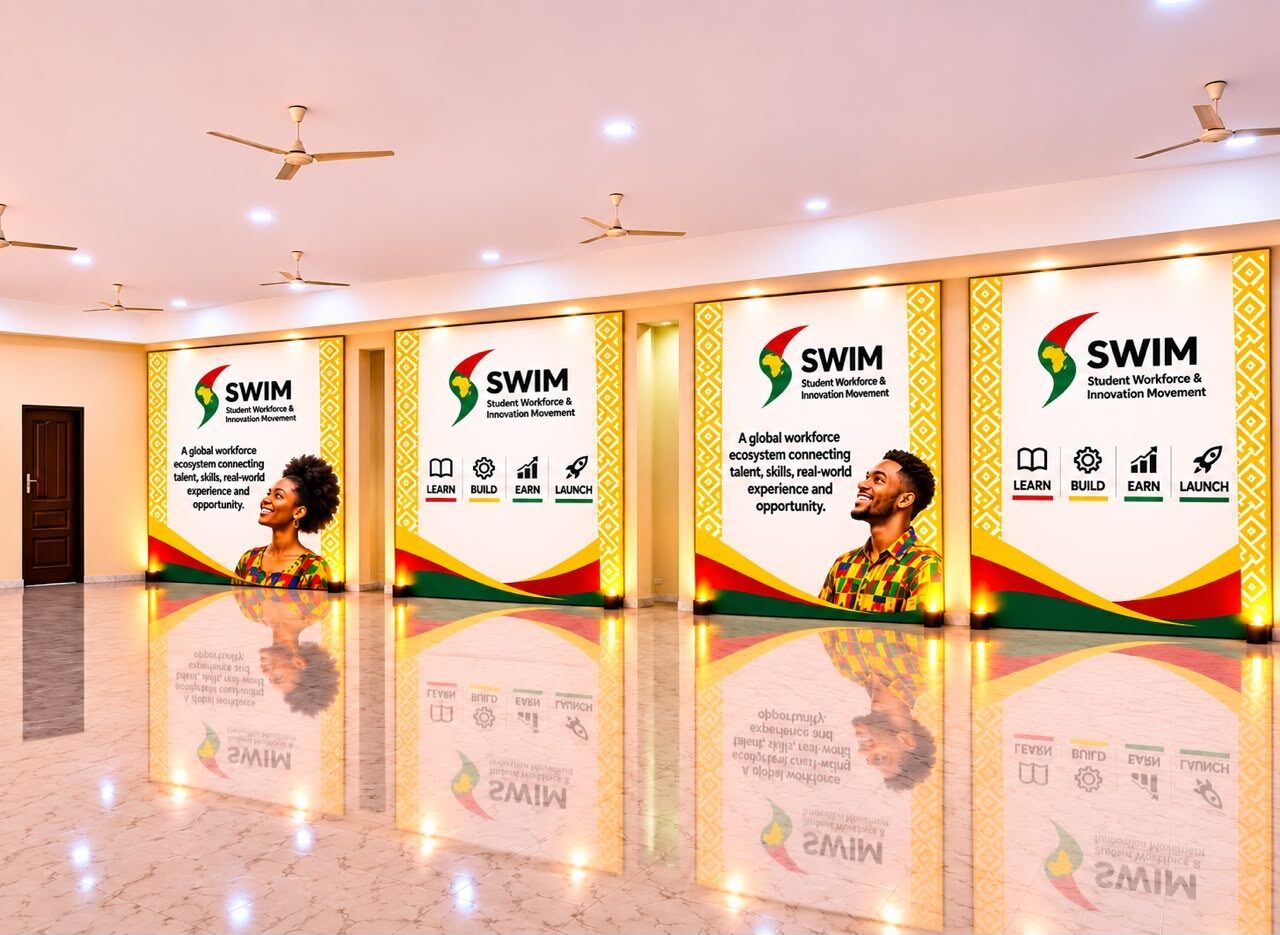 SWIM
Student Workforce &
Innovation Movement
A global workforce
ecosystem connecting
talent, skills, real-world
experience and
opportunity.
SWIM
Student Workforce &
Innovation Movement
LEARN
BUILD
EARN
LAUNCH
SWIM
Student Workforce &
Innovation Movement
A global workforce
ecosystem connecting
talent, skills, real-world
experience and
opportunity.
SWIM
Student Workforce &
Innovation Movement
LEARN
BUILD
EARN
LAUNCH